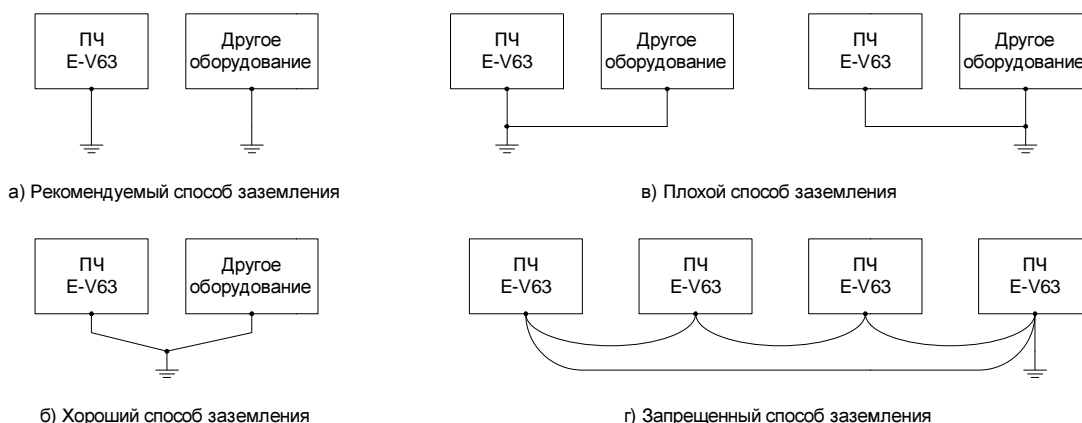 ПЧ
E-V63
Другое
оборудование
ПЧ
E-V63
Другое
оборудование
ПЧ
E-V63
Другое
оборудование
а) Рекомендуемый способ заземления
в) Плохой способ заземления
ПЧ
E-V63
Другое
оборудование
ПЧ
E-V63
ПЧ
E-V63
ПЧ
E-V63
ПЧ
E-V63
б) Хороший способ заземления
г) Запрещенный способ заземления